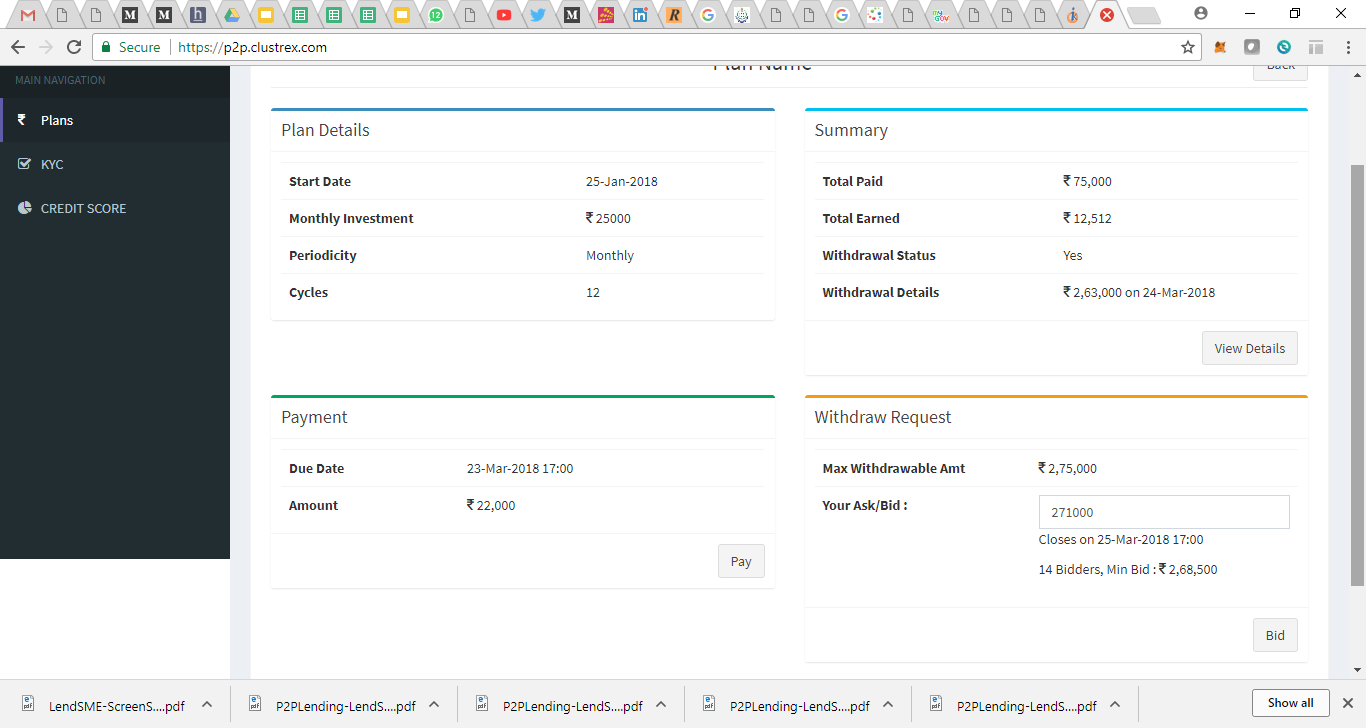 Secure https://p2p.clustrex.com
MAIN NAVIGATION
Plans
KYC
CREDIT SCORE
Plan Name
Back
Plan Details
Start Date 25-Jan-2018
Monthly Investment ₹ 25000
Periodicity Monthly
Cycles 12
Summary
Total Paid ₹ 75,000
Total Earned ₹ 12,512
Withdrawal Status Yes
Withdrawal Details ₹ 2,63,000 on 24-Mar-2018
View Details
Payment
Due Date 23-Mar-2018 17:00
Amount ₹ 22,000
Pay
Withdraw Request
Max Withdrawable Amt ₹ 2,75,000
Your Ask/Bid : 271000
Closes on 25-Mar-2018 17:00
14 Bidders, Min Bid : ₹ 2,68,500
Bid
LendSME-ScreenS....pdf P2PLending-LendS....pdf P2PLending-LendS....pdf P2PLending-LendS....pdf P2PLending-LendS....pdf Show all